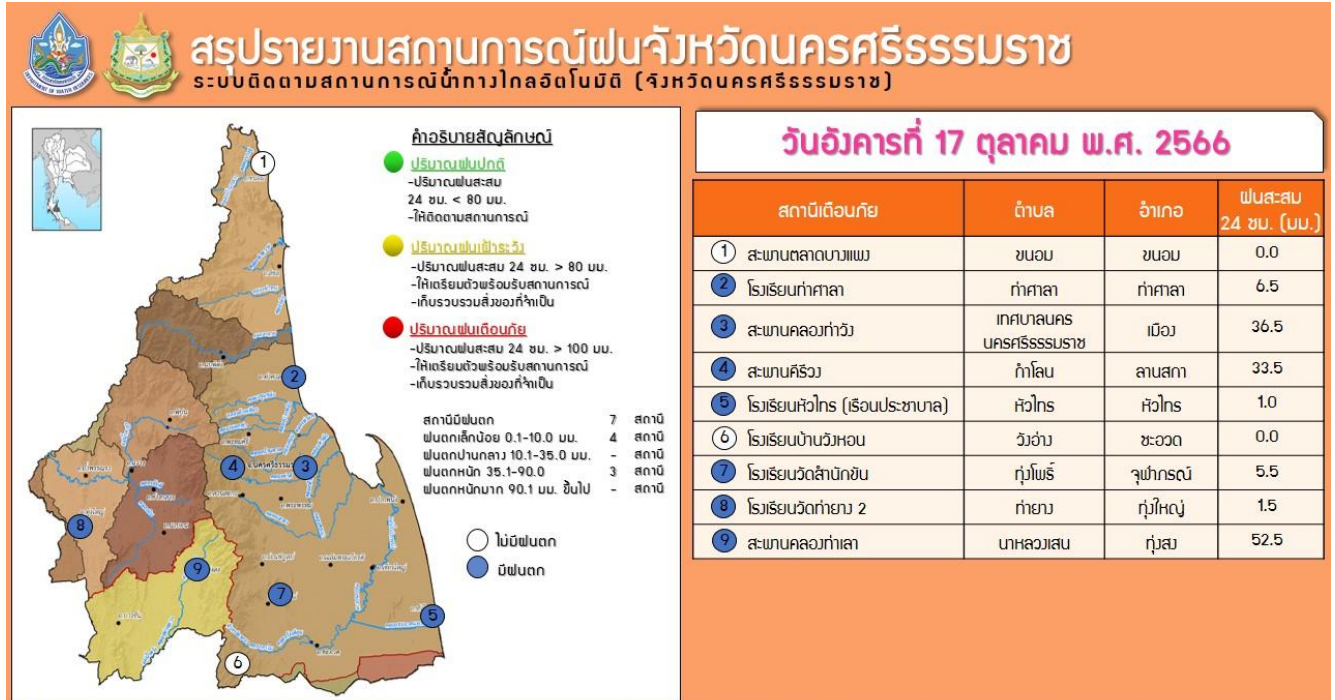 สรุปรายงานสถานการณ์ฝนจังหวัดนครศรีธรรมราช
ระบบติดตามสถานการณ์น้ำทางไกลอัตโนมัติ (จังหวัดนครศรีธรรมราช)
คำอธิบายสัญลักษณ์
ปริมาณฝนปกติ
-ปริมาณฝนสะสม
24 ชม. < 80 มม.
-ให้ติดตามสถานการณ์
ปริมาณฝนเฝ้าระวัง
-ปริมาณฝนสะสม 24 ชม. > 80 มม.
-ให้เตรียมตัวพร้อมรับสถานการณ์
-เก็บรวบรวมสิ่งของที่จำเป็น
ปริมาณฝนเตือนภัย
-ปริมาณฝนสะสม 24 ชม. > 100 มม.
-ให้เตรียมตัวพร้อมรับสถานการณ์
-เก็บรวบรวมสิ่งของที่จำเป็น
สถานีมีฝนตก 7 สถานี
ฝนตกเล็กน้อย 0.1-10.0 มม. 4 สถานี
ฝนตกปานกลาง 10.1-35.0 มม. - สถานี
ฝนตกหนัก 35.1-90.0 3 สถานี
ฝนตกหนักมาก 90.1 มม. ขึ้นไป - สถานี
ไม่มีฝนตก
มีฝนตก
1
2
4
3
8
9
7
5
6
วันอังคารที่ 17 ตุลาคม พ.ศ. 2566
สถานีเตือนภัย ตำบล อำเภอ ฝนสะสม
24 ชม. (มม.)
1 สะพานตลาดบางแพง ขนอม ขนอม 0.0
2 โรงเรียนท่าศาลา ท่าศาลา ท่าศาลา 6.5
3 สะพานคลองท่าวัง เทศบาลนคร เมือง 36.5
นครศรีธรรมราช
4 สะพานคีรีวง กำโลน ลานสกา 33.5
5 โรงเรียนหัวไทร (เรือนประชาบาล) หัวไทร หัวไทร 1.0
6 โรงเรียนบ้านวังหอน วังอ่าง ชะอวด 0.0
7 โรงเรียนวัดสำนักขัน ทุ่งโพธิ์ จุฬาภรณ์ 5.5
8 โรงเรียนวัดท่ายาง 2 ท่ายาง ทุ่งใหญ่ 1.5
9 สะพานคลองท่าเลา นาหลวงเสน ทุ่งสง 52.5